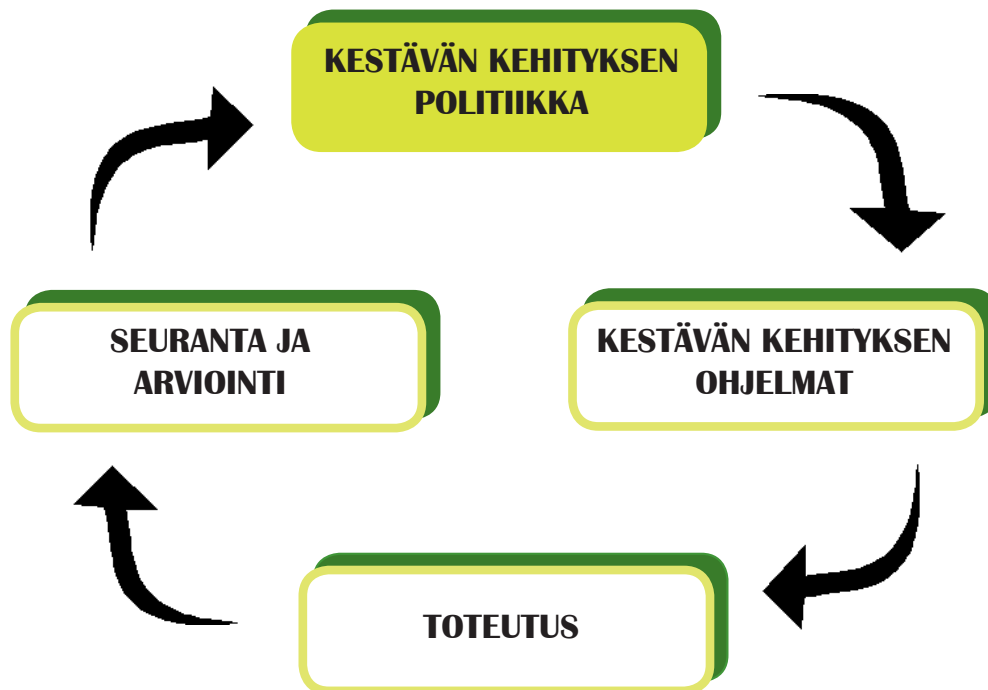 KESTÄVÄN KEHITYKSEN
POLITIIKKA
SEURANTA JA
ARVIOINTI
KESTÄVÄN KEHITYKSEN
OHJELMAT
TOTEUTUS